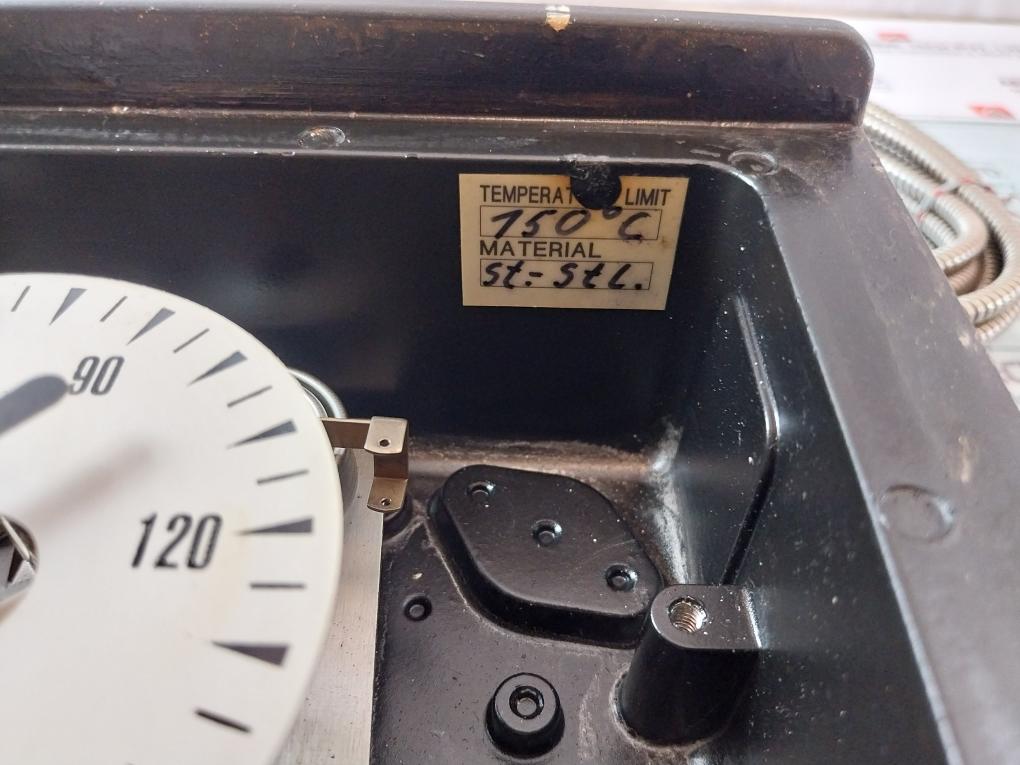 TEMPERAT LIMIT
150°C
MATERIAL
st.- stl.
90
120